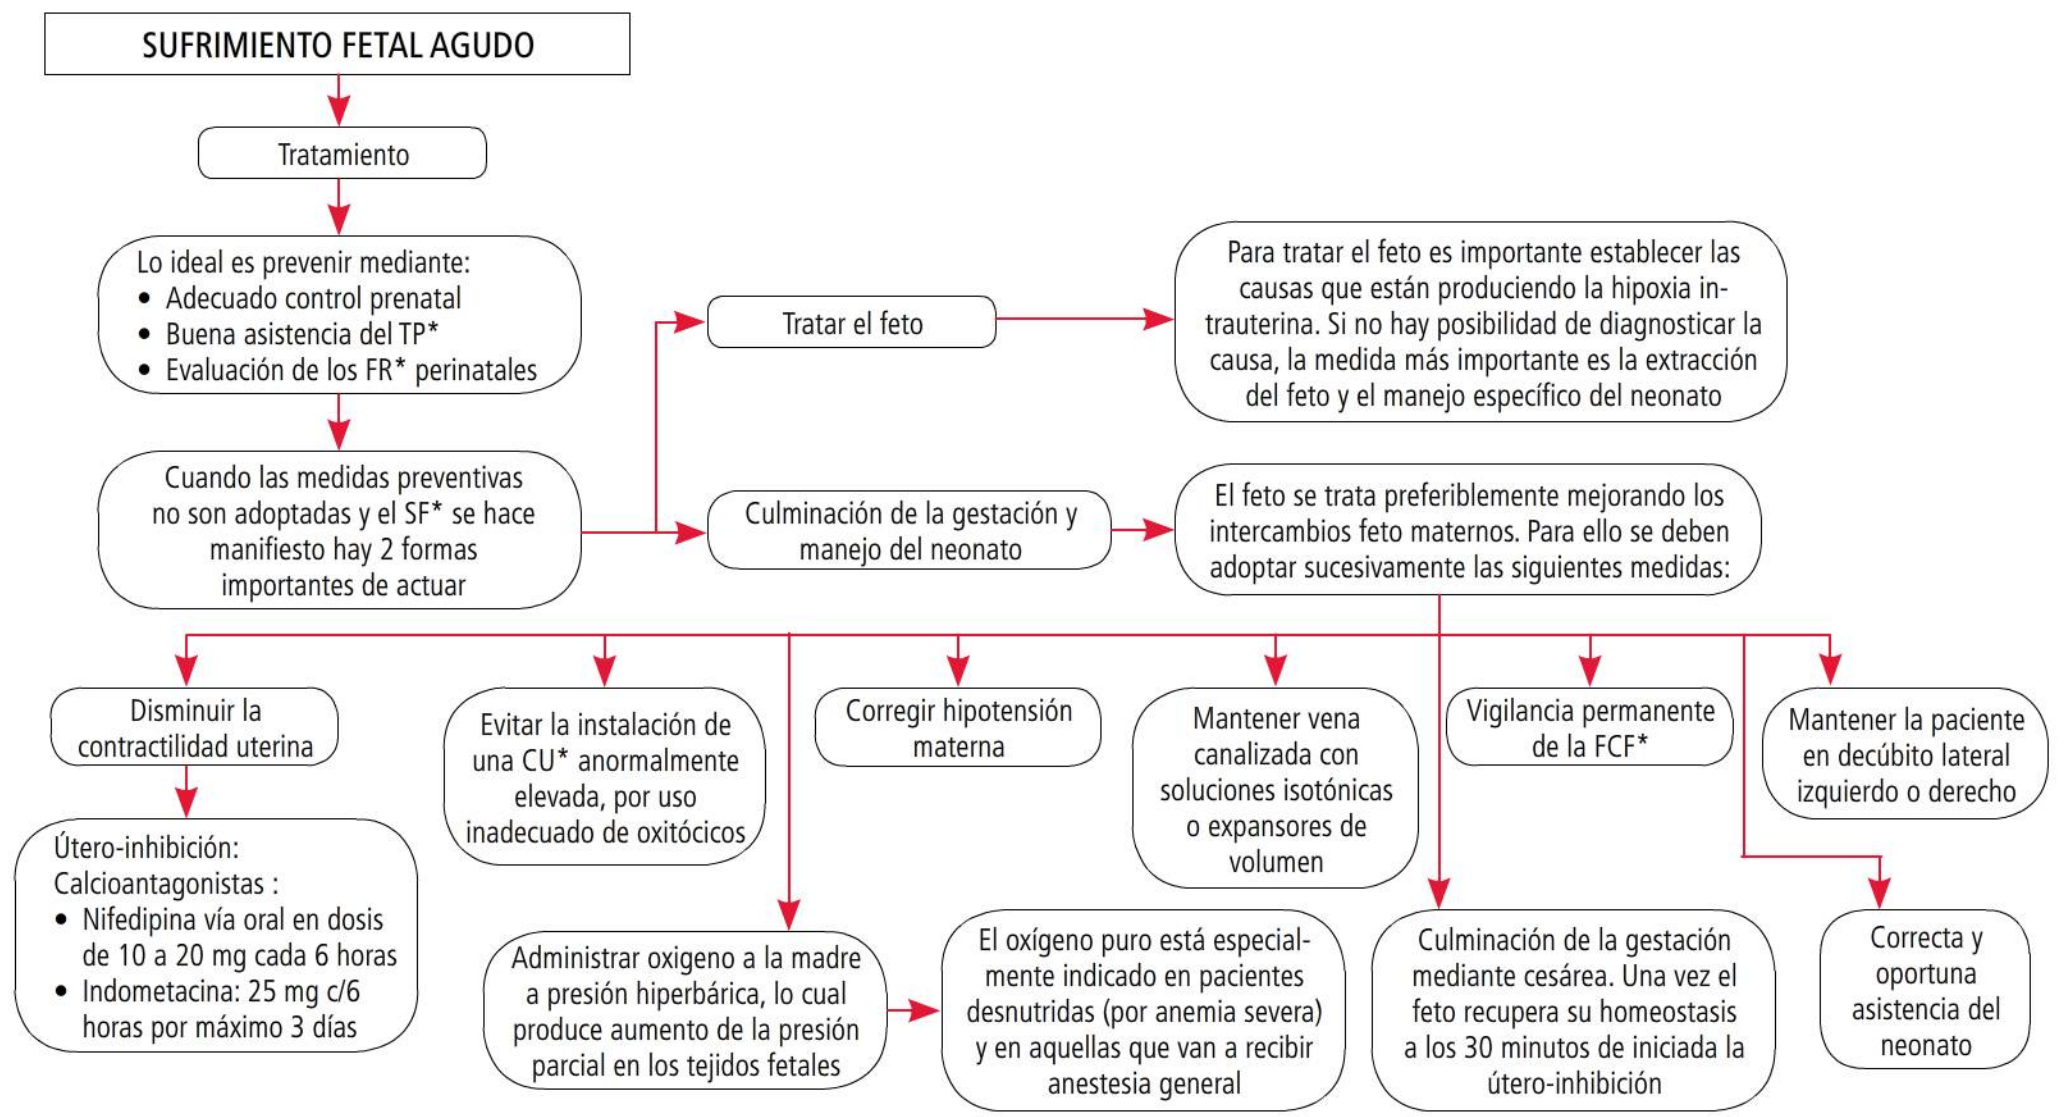 SUFRIMIENTO FETAL AGUDO
Tratamiento
Lo ideal es prevenir mediante:
• Adecuado control prenatal
• Buena asistencia del TP*
• Evaluación de los FR* perinatales
Cuando las medidas preventivas
no son adoptadas y el SF* se hace
manifiesto hay 2 formas
importantes de actuar
Tratar el feto
Para tratar el feto es importante establecer las
causas que están produciendo la hipoxia in-
trauterina. Si no hay posibilidad de diagnosticar la
causa, la medida más importante es la extracción
del feto y el manejo específico del neonato
Culminación de la gestación y
manejo del neonato
El feto se trata preferiblemente mejorando los
intercambios feto maternos. Para ello se deben
adoptar sucesivamente las siguientes medidas:
Disminuir la
contractilidad uterina
Útero-inhibición:
Calcioantagonistas :
• Nifedipina vía oral en dosis
de 10 a 20 mg cada 6 horas
• Indometacina: 25 mg c/6
horas por máximo 3 días
Evitar la instalación de
una CU* anormalmente
elevada, por uso
inadecuado de oxitócicos
Administrar oxigeno a la madre
a presión hiperbárica, lo cual
produce aumento de la presión
parcial en los tejidos fetales
El oxígeno puro está especial-
mente indicado en pacientes
desnutridas (por anemia severa)
y en aquellas que van a recibir
anestesia general
Corregir hipotensión
materna
Mantener vena
canalizada con
soluciones isotónicas
o expansores de
volumen
Culminación de la gestación
mediante cesárea. Una vez el
feto recupera su homeostasis
a los 30 minutos de iniciada la
útero-inhibición
Vigilancia permanente
de la FCF*
Correcta y
oportuna
asistencia del
neonato
Mantener la paciente
en decúbito lateral
izquierdo o derecho